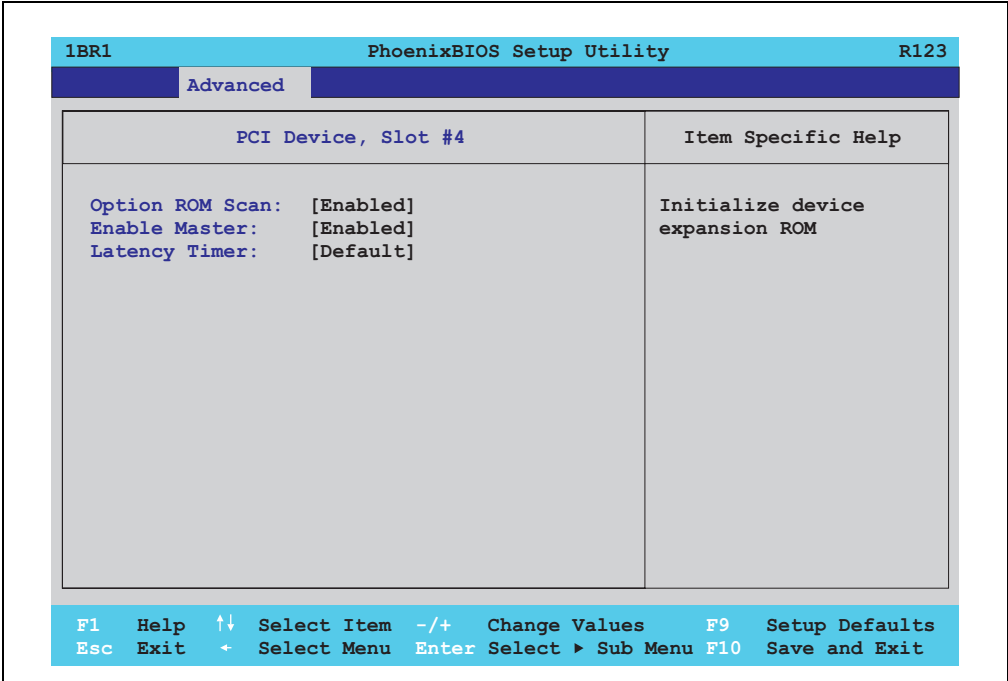 1BR1 PhoenixBIOS Setup Utility R123
Advanced
PCI Device, Slot #4 Item Specific Help
Option ROM Scan: [Enabled] Initialize device
Enable Master: [Enabled] expansion ROM
Latency Timer: [Default]
F1 Help ↑↓ Select Item -/+ Change Values F9 Setup Defaults
Esc Exit ← Select Menu Enter Select ▶ Sub Menu F10 Save and Exit